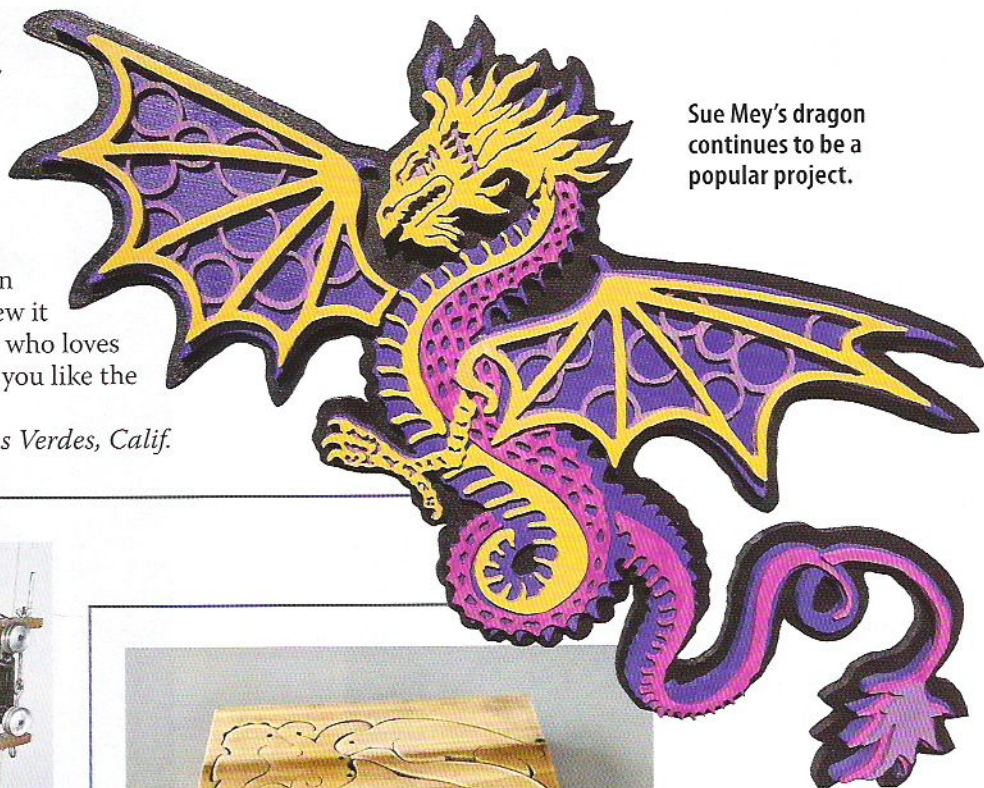 Sue Mey's dragon
continues to be a
popular project.
who loves
you like the
Verdes, Calif.